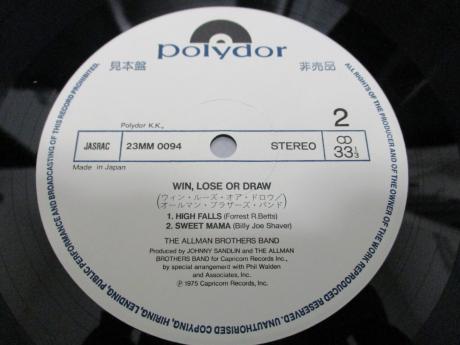 polydor
見本盤
非売品
Polydor K.K.,
2
JASRAC
23MM 0094
STEREO
CD
33 1/3
Made in Japan
WIN, LOSE OR DRAW
(ウィン・ルーズ・オア・ドロウ/
オールマン・ブラザーズ・バンド)
1. HIGH FALLS (Forrest R.Betts)
2. SWEET MAMA (Billy Joe Shaver)
THE ALLMAN BROTHERS BAND
Produced by JOHNNY SANDLIN and THE ALLMAN
BROTHERS BAND for Capricorn Records Inc.,
by special arrangement with Phil Walden
and Associates, Inc.
Ⓟ 1975 Capricorn Records, Inc.
ALL RIGHTS OF THE PRODUCER AND OF THE OWNER OF THE WORK REPRODUCED RESERVED. UNAUTHORISED COPYING, HIRING, LENDING, PUBLIC PERFORMANCE AND BROADCASTING OF THIS RECORD PROHIBITED.